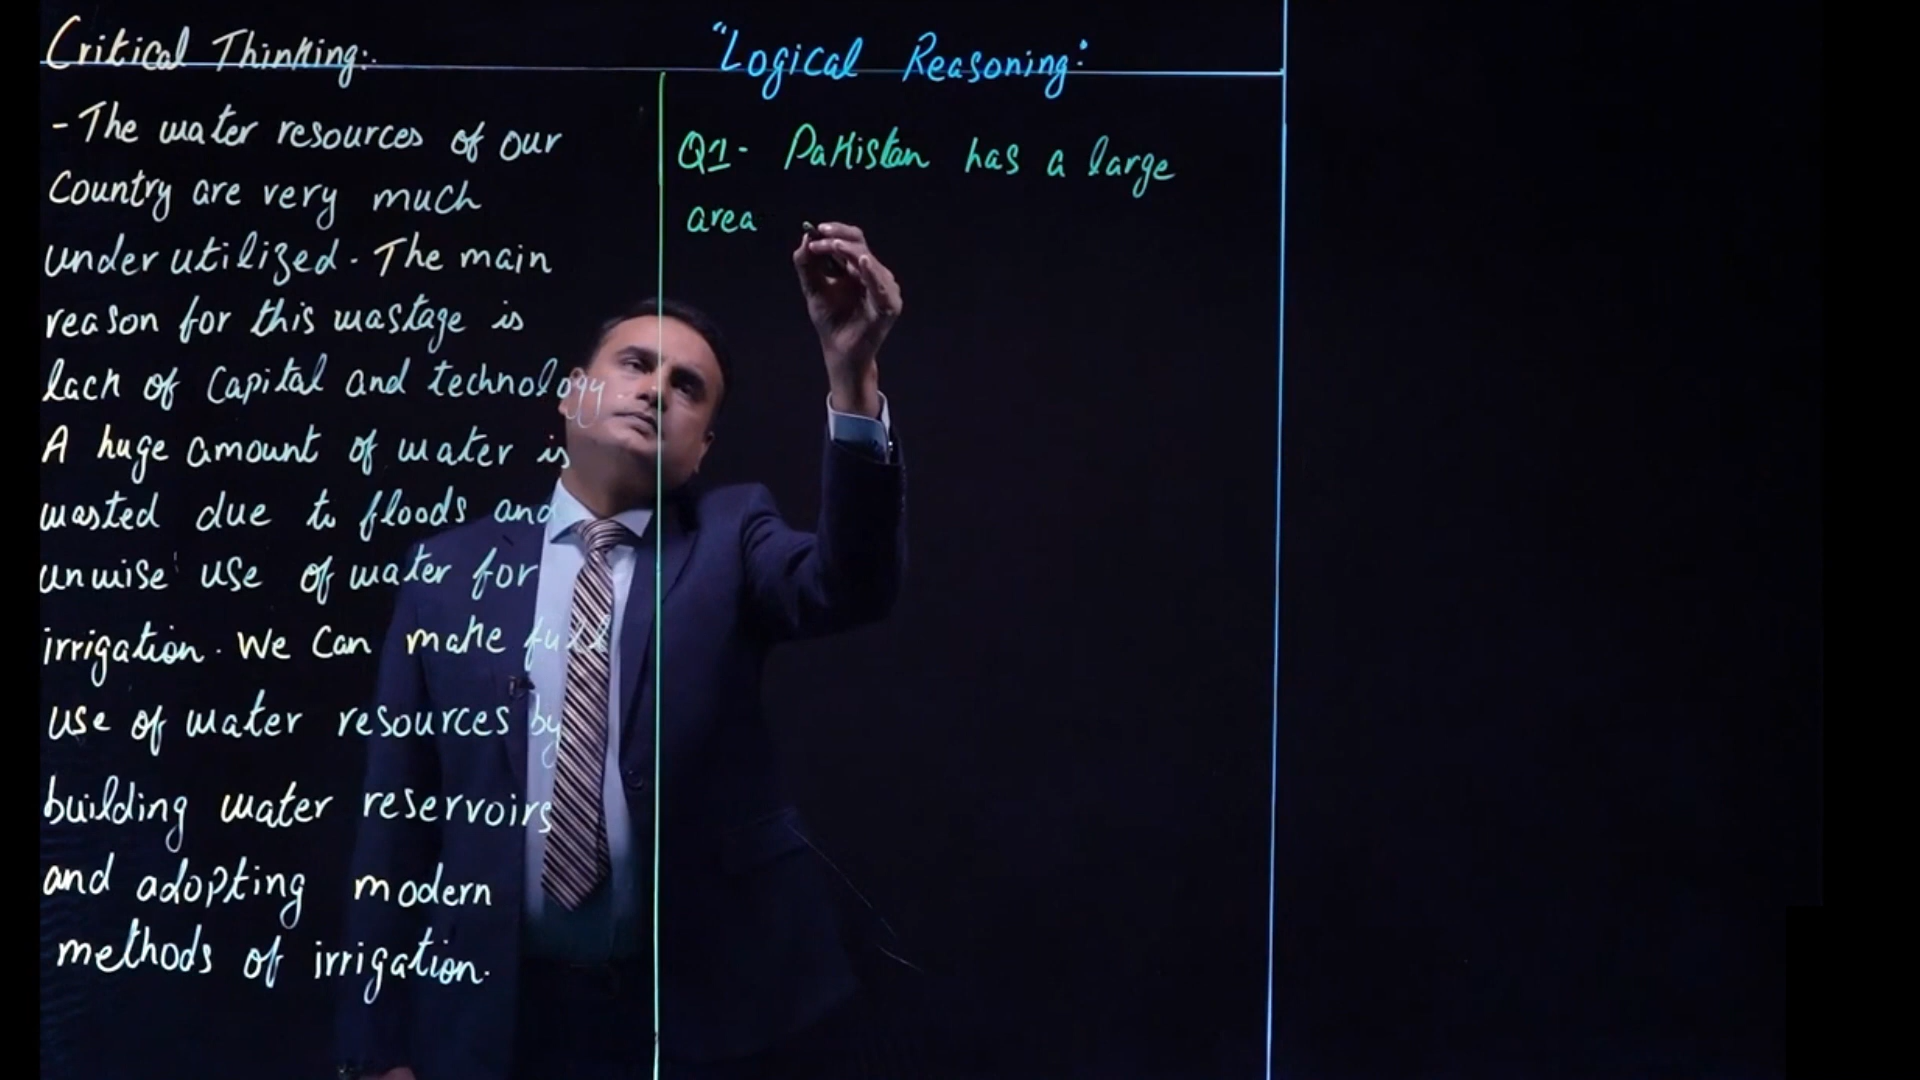 Critical Thinking:.
- The water resources of our
Country are very much
under utilized. The main
reason for this wastage is
lack of Capital and technology.
A huge amount of water is
wasted due to floods and
unwise use of water for
irrigation. We Can make full
use of water resources by
building water reservoirs
and adopting modern
methods of irrigation.
"Logical Reasoning:
Q1- Pakistan has a large
area